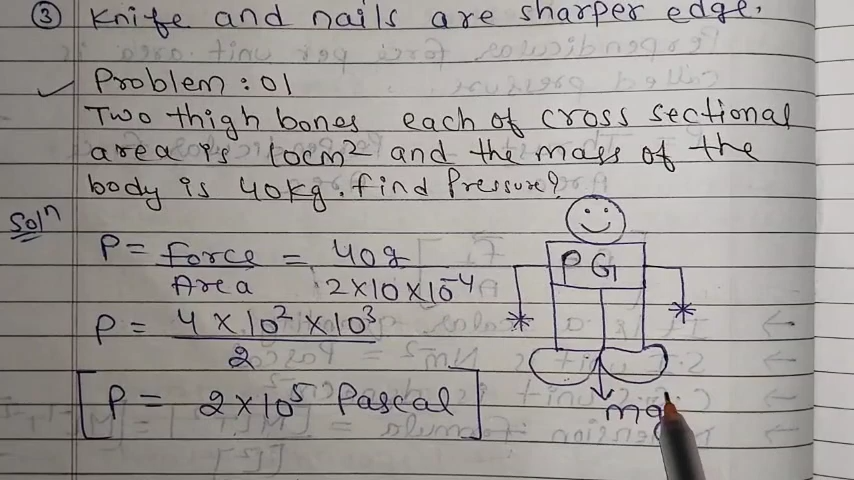 ③ Knife and nails are sharper edge.
Problem : 01
Two thigh bones each of cross sectional
area is 10cm² and the mass of the
body is 40kg. find Pressure?
Solⁿ
P = Force / Area = 40g / 2×10×10⁻⁴
P = 4 × 10² × 10³ / 2
P = 2×10⁵ Pascal
PG
mg